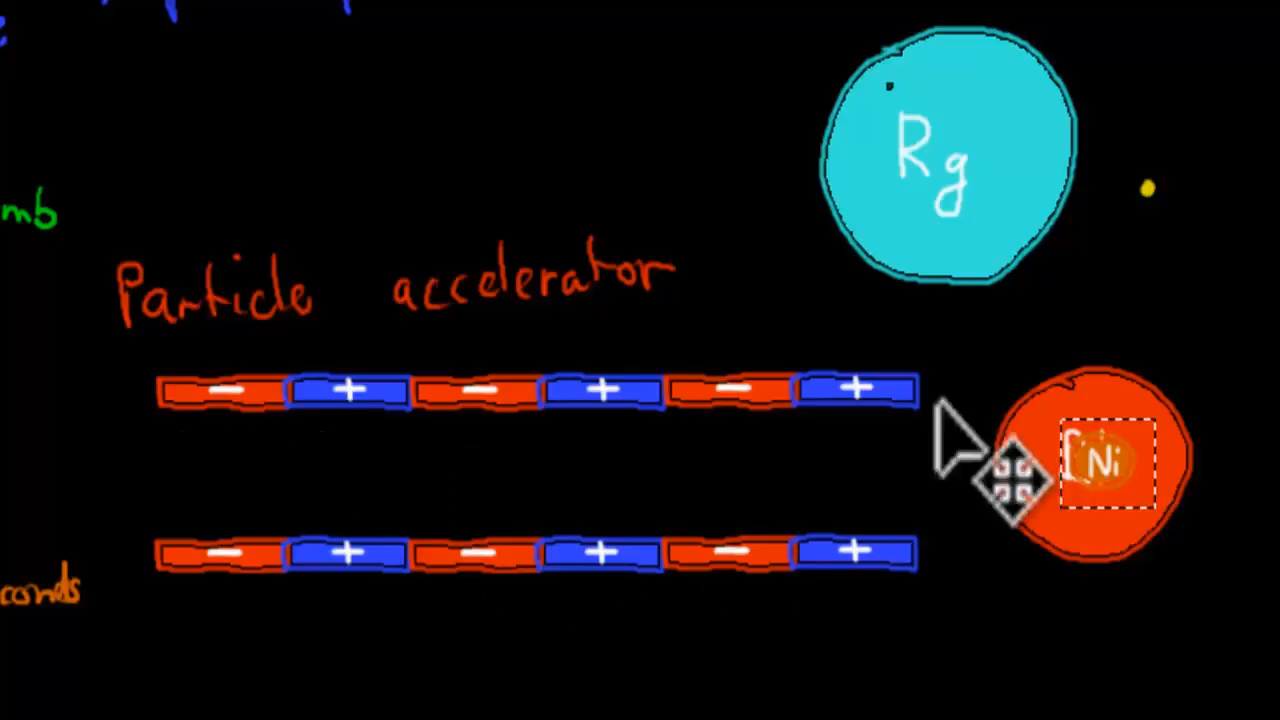 Rg
mb
Particle accelerator
− + − + − +
Ni
− + − + − +
conds